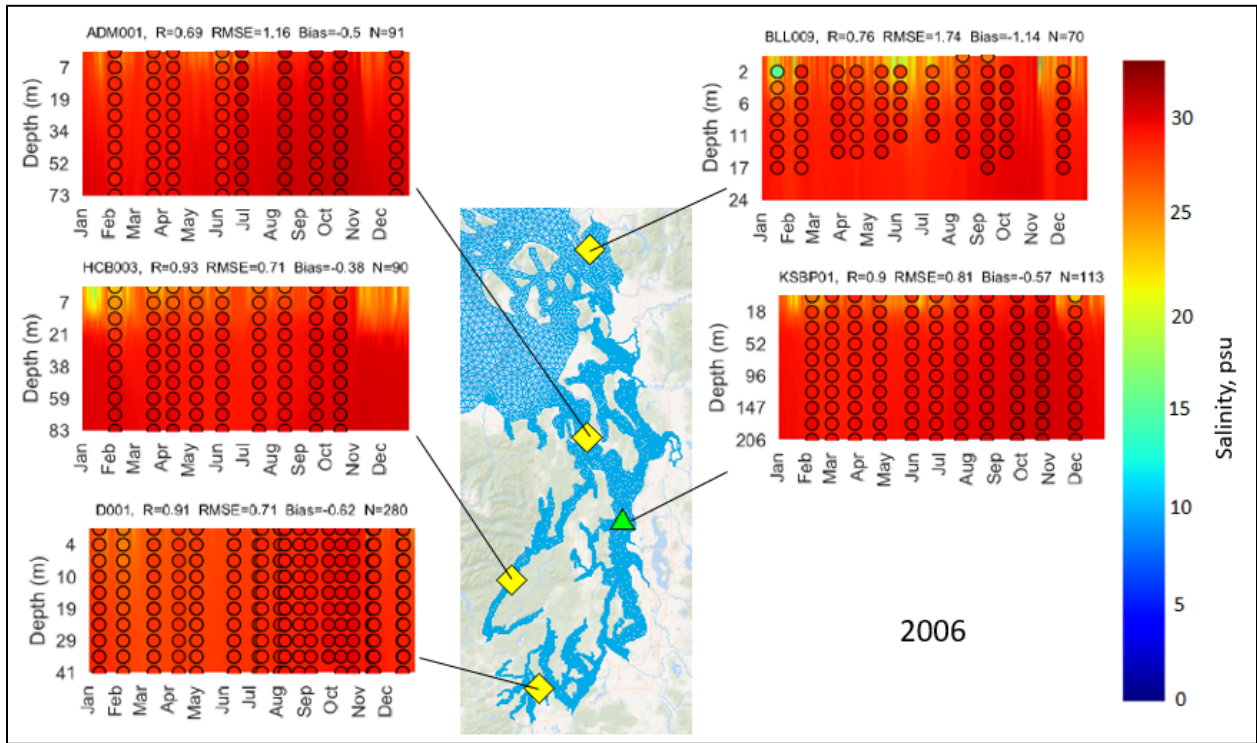 ADM001, R=0.69 RMSE=1.16 Bias=-0.5 N=91
Depth (m)
7
19
34
52
73
Jan Feb Mar Apr May Jun Jul Aug Sep Oct Nov Dec
HCB003, R=0.93 RMSE=0.71 Bias=-0.38 N=90
Depth (m)
7
21
38
59
83
Jan Feb Mar Apr May Jun Jul Aug Sep Oct Nov Dec
D001, R=0.91 RMSE=0.71 Bias=-0.62 N=280
Depth (m)
4
10
19
29
41
Jan Feb Mar Apr May Jun Jul Aug Sep Oct Nov Dec
BLL009, R=0.76 RMSE=1.74 Bias=-1.14 N=70
Depth (m)
2
6
11
17
24
Jan Feb Mar Apr May Jun Jul Aug Sep Oct Nov Dec
KSBP01, R=0.9 RMSE=0.81 Bias=-0.57 N=113
Depth (m)
18
52
96
147
206
Jan Feb Mar Apr May Jun Jul Aug Sep Oct Nov Dec
2006
30
25
20
15
10
5
0
Salinity, psu